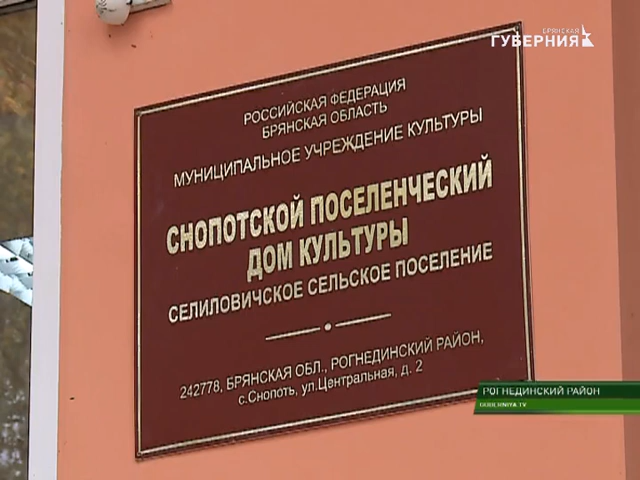 БРЯНСКАЯ
ГУБЕРНИЯ
РОССИЙСКАЯ ФЕДЕРАЦИЯ
БРЯНСКАЯ ОБЛАСТЬ
МУНИЦИПАЛЬНОЕ УЧРЕЖДЕНИЕ КУЛЬТУРЫ
СНОПОТСКОЙ ПОСЕЛЕНЧЕСКИЙ
ДОМ КУЛЬТУРЫ
СЕЛИЛОВИЧСКОЕ СЕЛЬСКОЕ ПОСЕЛЕНИЕ
242778, БРЯНСКАЯ ОБЛ., РОГНЕДИНСКИЙ РАЙОН,
с.Снопоть, ул.Центральная, д. 2
РОГНЕДИНСКИЙ РАЙОН
GUBERNIYA.TV